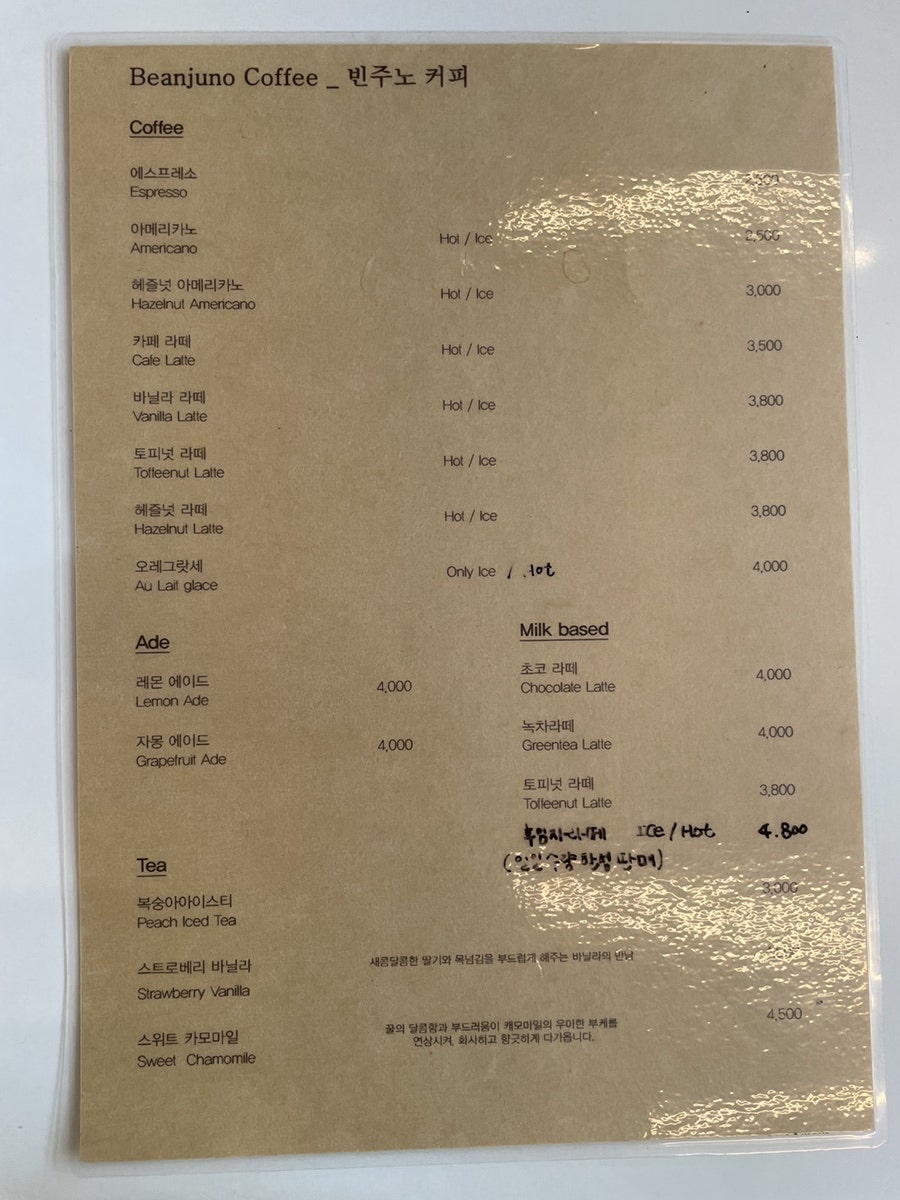 Beanjuno Coffee _ 빈주노 커피
Coffee
에스프레소
Espresso
2,500
아메리카노
Americano
Hot / Ice
2,500
헤즐넛 아메리카노
Hazelnut Americano
Hot / Ice
3,000
카페 라떼
Cafe Latte
Hot / Ice
3,500
바닐라 라떼
Vanilla Latte
Hot / Ice
3,800
토피넛 라떼
Toffeenut Latte
Hot / Ice
3,800
헤즐넛 라떼
Hazelnut Latte
Hot / Ice
3,800
오레그랏세
Au Lait glace
Only Ice / Hot
4,000
Ade
레몬 에이드
Lemon Ade
4,000
자몽 에이드
Grapefruit Ade
4,000
Milk based
초코 라떼
Chocolate Latte
4,000
녹차라떼
Greentea Latte
4,000
토피넛 라떼
Toffeenut Latte
3,800
Ice / Hot 4.800
판매)
Tea
복숭아아이스티
Peach Iced Tea
3,000
스트로베리 바닐라
Strawberry Vanilla
새콤달콤한 딸기와 목넘김을 부드럽게 해주는 바닐라의 만남
스위트 카모마일
Sweet Chamomile
꿀의 달콤함과 부드러움이 캐모마일의 우아한 부케를
연상시켜, 화사하고 향긋하게 다가옵니다.
4,500